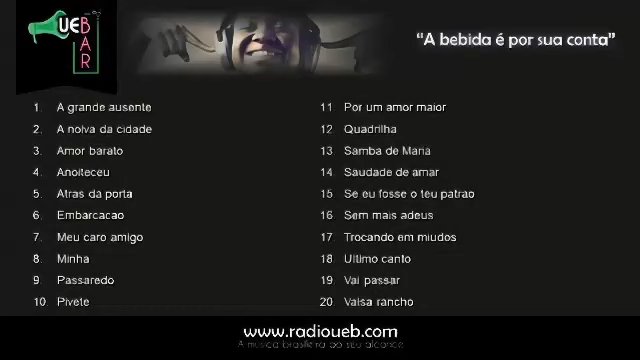 UEB
BAR
“A bebida é por sua conta”
1. A grande ausente
2. A noiva da cidade
3. Amor barato
4. Anoiteceu
5. Atras da porta
6. Embarcacao
7. Meu caro amigo
8. Minha
9. Passaredo
10. Pivete
11 Por um amor maior
12 Quadrilha
13 Samba de Maria
14 Saudade de amar
15 Se eu fosse o teu patrao
16 Sem mais adeus
17 Trocando em miudos
18 Ultimo canto
19 Vai passar
20. Valsa rancho
www.radioueb.com
A musica brasileira ao seu alcance